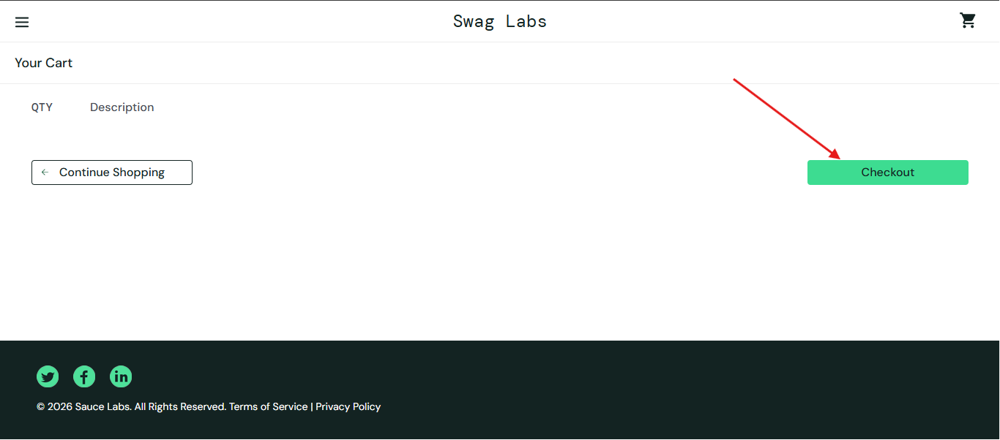 Swag Labs
Your Cart
QTY Description
Continue Shopping Checkout
© 2026 Sauce Labs. All Rights Reserved. Terms of Service | Privacy Policy